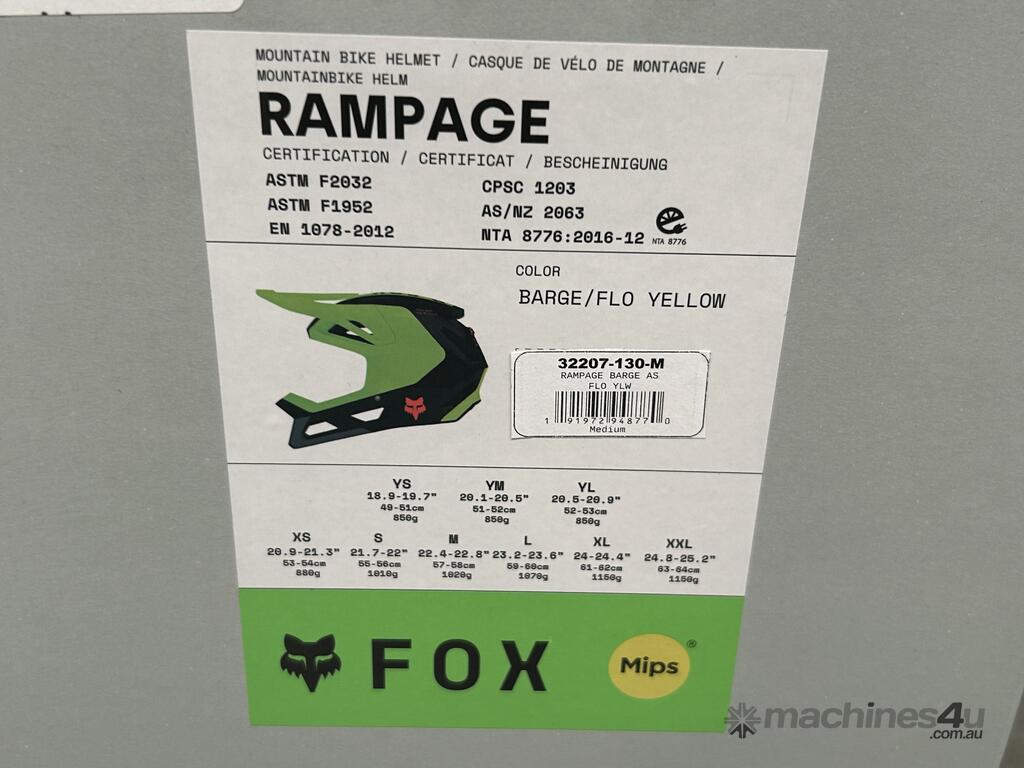 MOUNTAIN BIKE HELMET / CASQUE DE VÉLO DE MONTAGNE /
MOUNTAINBIKE HELM
RAMPAGE
CERTIFICATION / CERTIFICAT / BESCHEINIGUNG
ASTM F2032 CPSC 1203
ASTM F1952 AS/NZ 2063
EN 1078-2012 NTA 8776:2016-12
NTA 8776
COLOR
BARGE/FLO YELLOW
32207-130-M
RAMPAGE BARGE AS
FLO YLW
1 91972 94877 0
Medium
YS YM YL
18.9-19.7" 20.1-20.5" 20.5-20.9"
49-51cm 51-52cm 52-53cm
850g 850g 850g
XS S M L XL XXL
20.9-21.3" 21.7-22" 22.4-22.8" 23.2-23.6" 24-24.4" 24.8-25.2"
53-54cm 55-56cm 57-58cm 59-60cm 61-62cm 63-64cm
880g 1010g 1020g 1070g 1150g 1150g
FOX Mips ®
machines4u
.com.au